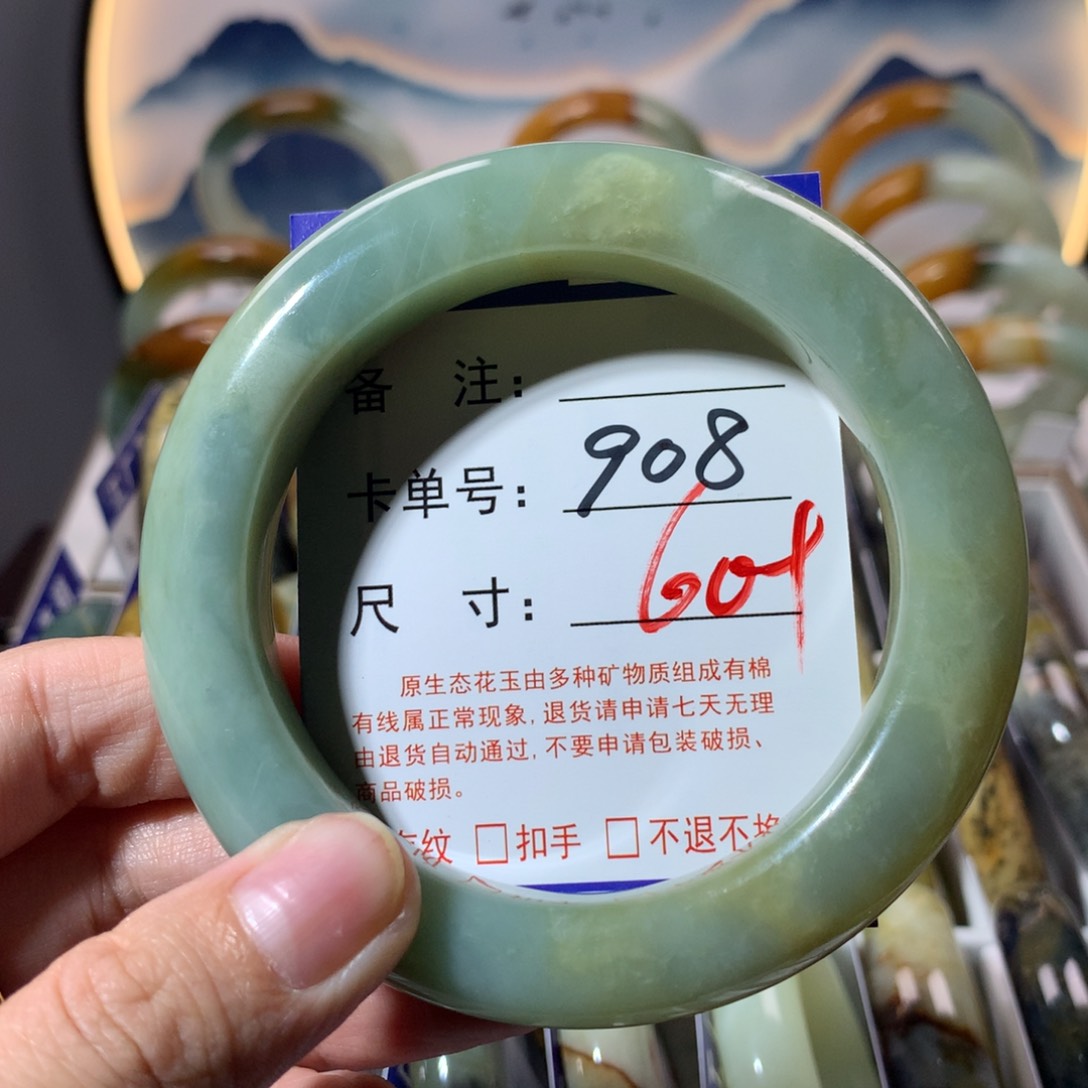 备 注：
卡单号：908
尺 寸：
原生态花玉由多种矿物质组成有棉
有线属正常现象，退货请申请七天无理
由退货自动通过，不要申请包装破损、
商品破损。
纹 □扣手 □不退不换